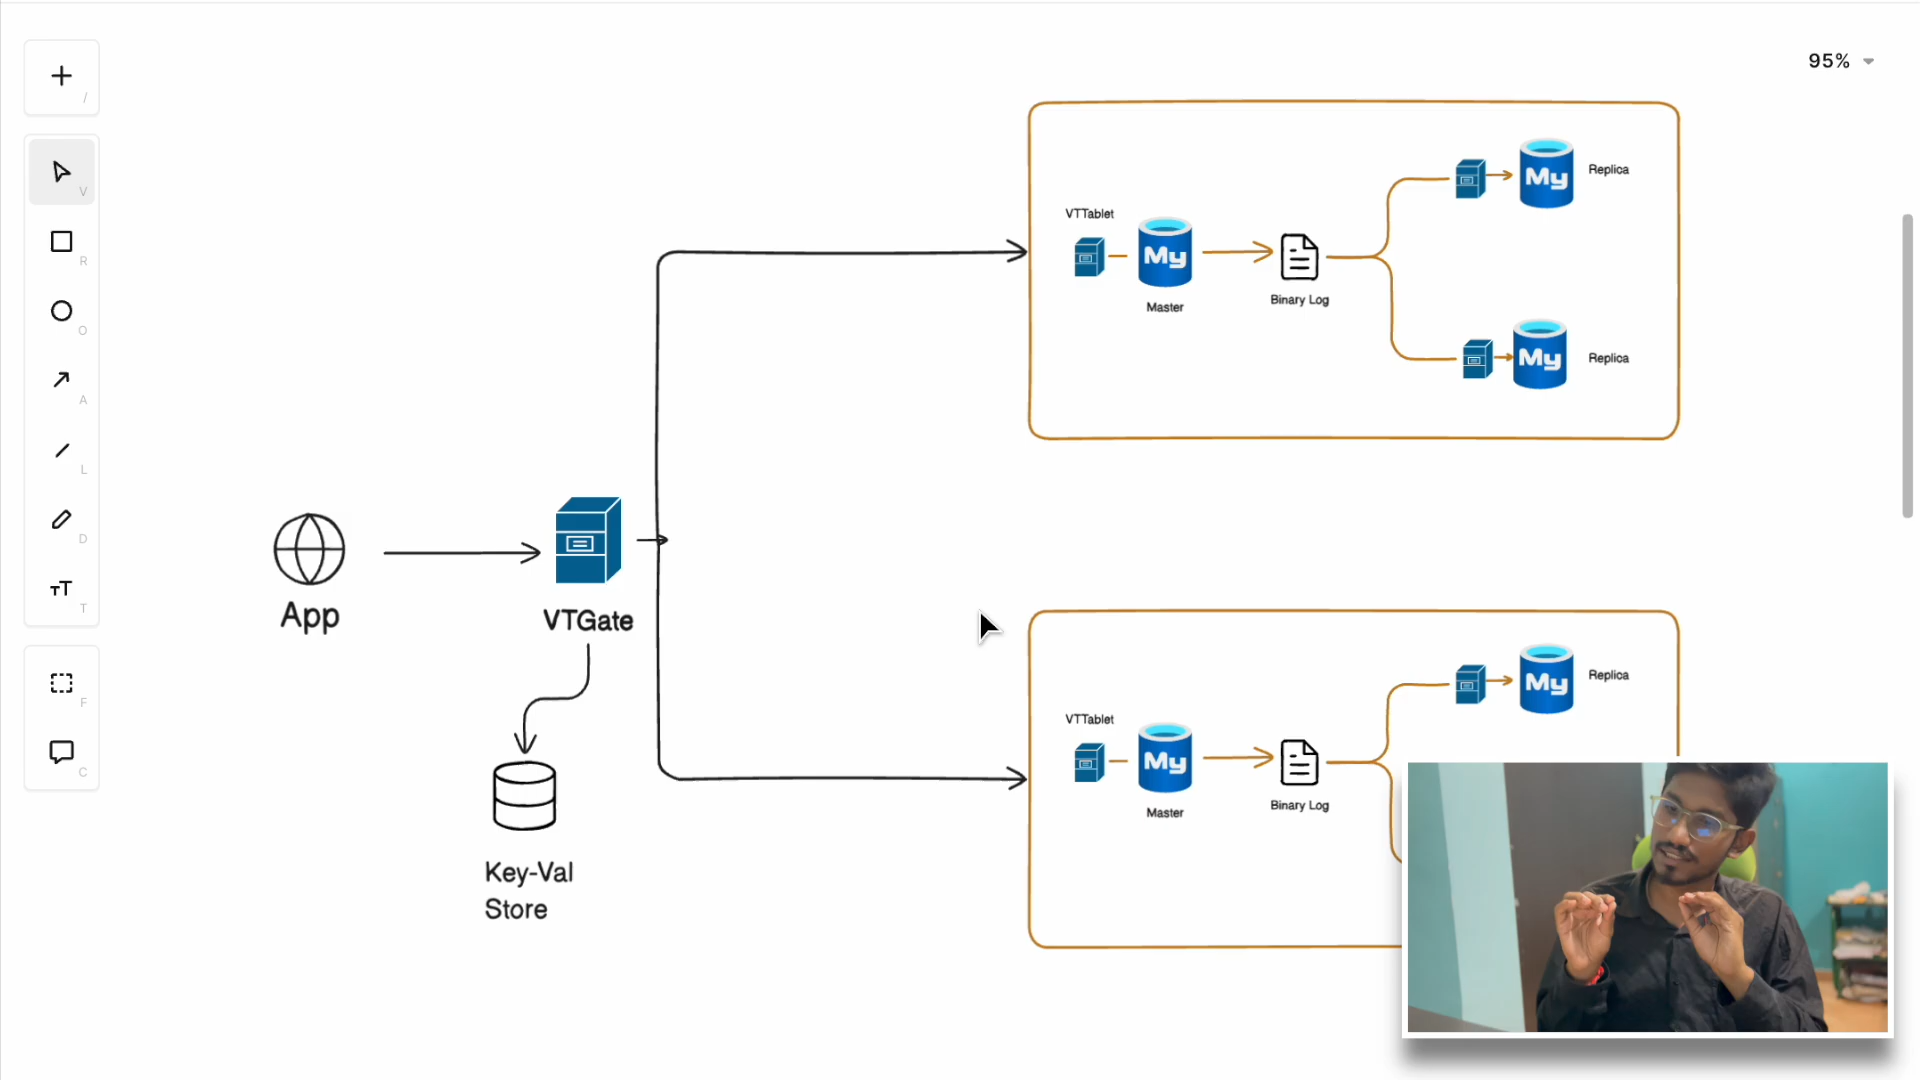 95%
/
V
R
O
A
L
D
TT
T
F
C
App
VTGate
Key-Val
Store
VTTablet
My
Master
Binary Log
My
Replica
My
Replica
VTTablet
My
Master
Binary Log
My
Replica